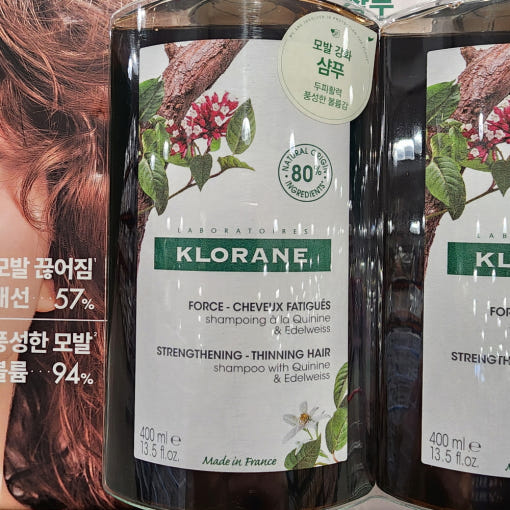 샴푸
모발 강화
샴푸
두피활력
풍성한 볼륨감
NATURAL ORIGIN
80%
INGREDIENTS
LABORATOIRES
KLORANE
FORCE - CHEVEUX FATIGUÉS
shampoing à la Quinine
& Edelweiss
STRENGTHENING - THINNING HAIR
shampoo with Quinine
& Edelweiss
400 ml e
13.5 fl.oz.
Made in France
모발 끊어짐
개선 57%
풍성한 모발
볼륨 94%
LAB
KL
FOR
STRENGTH
400 ml e
13.5 fl.oz.